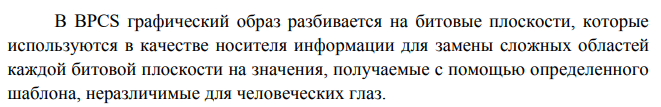 В BPCS графический образ разбивается на битовые плоскости, которые
используются в качестве носителя информации для замены сложных областей
каждой битовой плоскости на значения, получаемые с помощью определенного
шаблона, неразличимые для человеческих глаз.